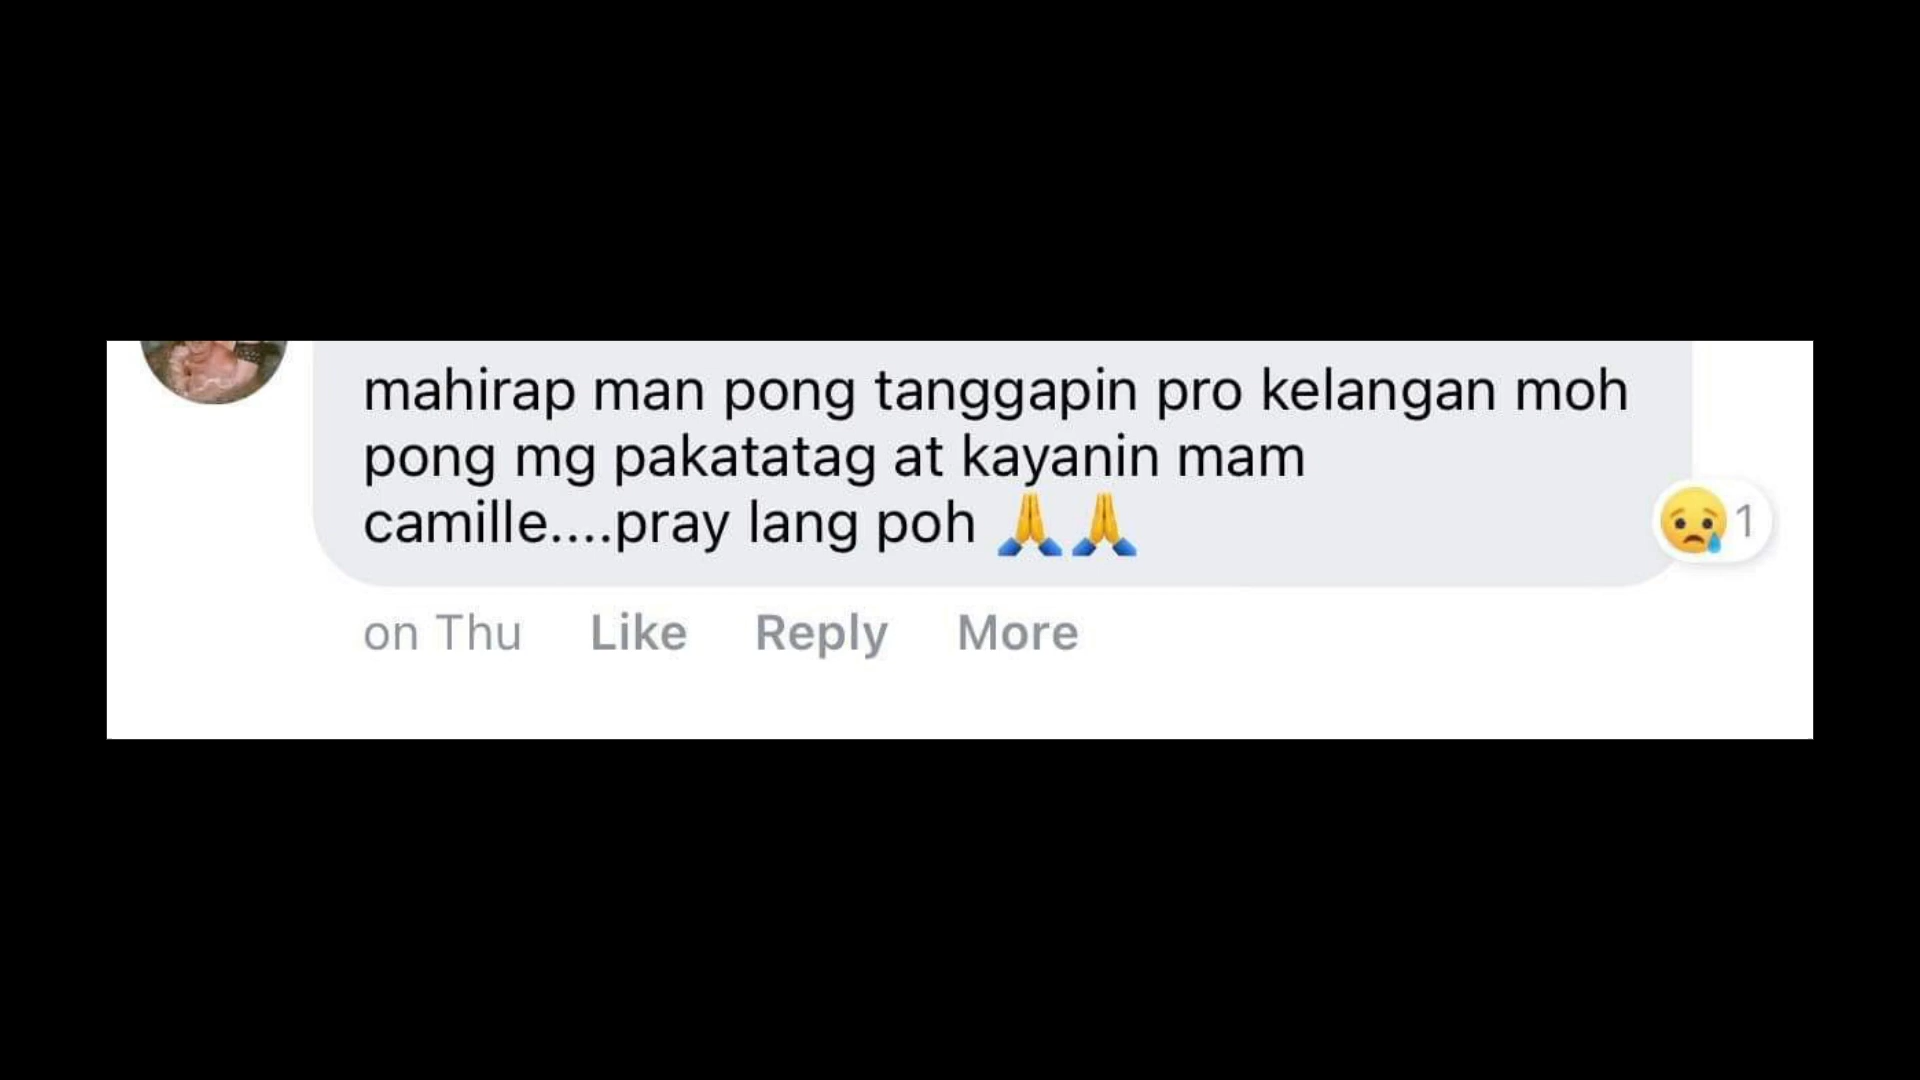 mahirap man pong tanggapin pro kelangan moh
pong mg pakatatag at kayanin mam
camille....pray lang poh 🙏🙏
1
on Thu Like Reply More